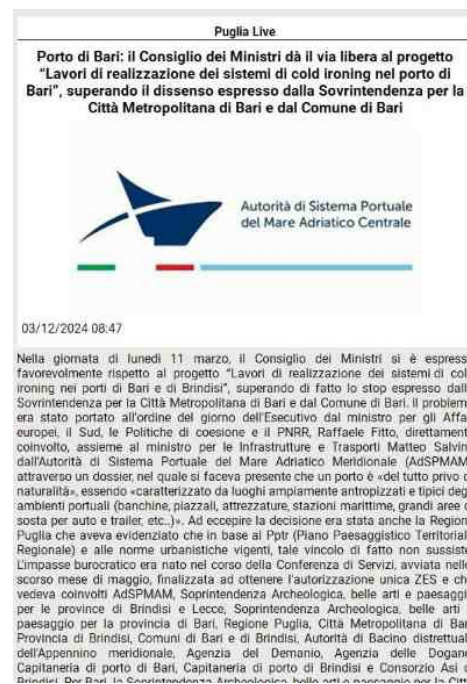 Puglia Live
Porto di Bari: il Consiglio dei Ministri dà il via libera al progetto
“Lavori di realizzazione dei sistemi di cold ironing nel porto di
Bari”, superando il dissenso espresso dalla Sovrintendenza per la
Città Metropolitana di Bari e dal Comune di Bari
Autorità di Sistema Portuale
del Mare Adriatico Centrale
03/12/2024 08:47
Nella giornata di lunedì 11 marzo, il Consiglio dei Ministri si è espress
favorevolmente rispetto al progetto “Lavori di realizzazione dei sistemi di col
ironing nei porti di Bari e di Brindisi”, superando di fatto lo stop espresso dall
Sovrintendenza per la Città Metropolitana di Bari e dal Comune di Bari. Il problem
era stato portato all'ordine del giorno dell'Esecutivo dal ministro per gli Affa
europei, il Sud, le Politiche di coesione e il PNRR, Raffaele Fitto, direttament
coinvolto, assieme al ministro per le Infrastrutture e Trasporti Matteo Salvin
dall'Autorità di Sistema Portuale del Mare Adriatico Meridionale (AdSPMAM
attraverso un dossier, nel quale si faceva presente che un porto è «del tutto privo d
naturalità», essendo «caratterizzato da luoghi ampiamente antropizzati e tipici deg
ambienti portuali (banchine, piazzali, attrezzature, stazioni marittime, grandi aree d
sosta per auto e trailer, etc..)». Ad eccepire la decisione era stata anche la Region
Puglia che aveva evidenziato che in base al Pptr (Piano Paesaggistico Territorial
Regionale) e alle norme urbanistiche vigenti, tale vincolo di fatto non sussist
L'impasse burocratico era nato nel corso della Conferenza di Servizi, avviata nell
scorso mese di maggio, finalizzata ad ottenere l'autorizzazione unica ZES e ch
vedeva coinvolti AdSPMAM, Soprintendenza Archeologica, belle arti e paesaggi
per le province di Brindisi e Lecce, Soprintendenza Archeologica, belle arti
paesaggio per la provincia di Bari, Regione Puglia, Città Metropolitana di Bar
Provincia di Brindisi, Comuni di Bari e di Brindisi, Autorità di Bacino distrettual
dell'Appennino meridionale, Agenzia del Demanio, Agenzia delle Dogane
Capitaneria di porto di Bari, Capitaneria di porto di Brindisi e Consorzio Asi d
Brindisi. Per Bari, la Soprintendenza Archeologica, belle arti e paesaggio per la Citt